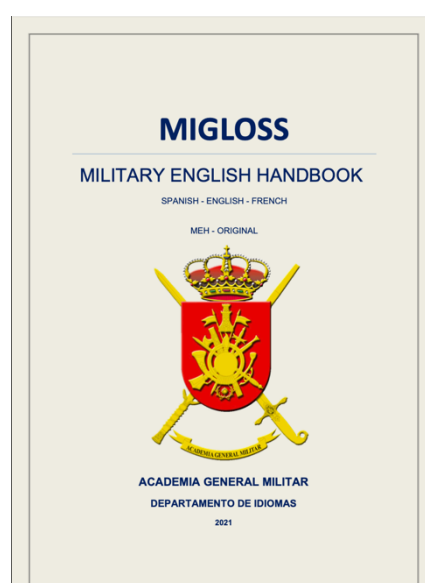 MIGLOSS
MILITARY ENGLISH HANDBOOK
SPANISH - ENGLISH - FRENCH
MEH - ORIGINAL
ACADEMIA GENERAL MILITAR
ACADEMIA GENERAL MILITAR
DEPARTAMENTO DE IDIOMAS
2021